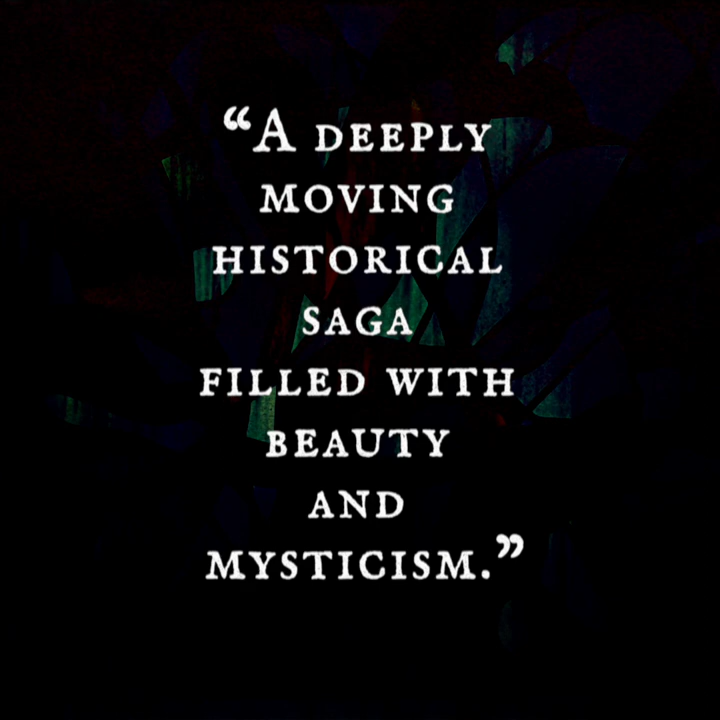 “A DEEPLY
MOVING
HISTORICAL
SAGA
FILLED WITH
BEAUTY
AND
MYSTICISM.”